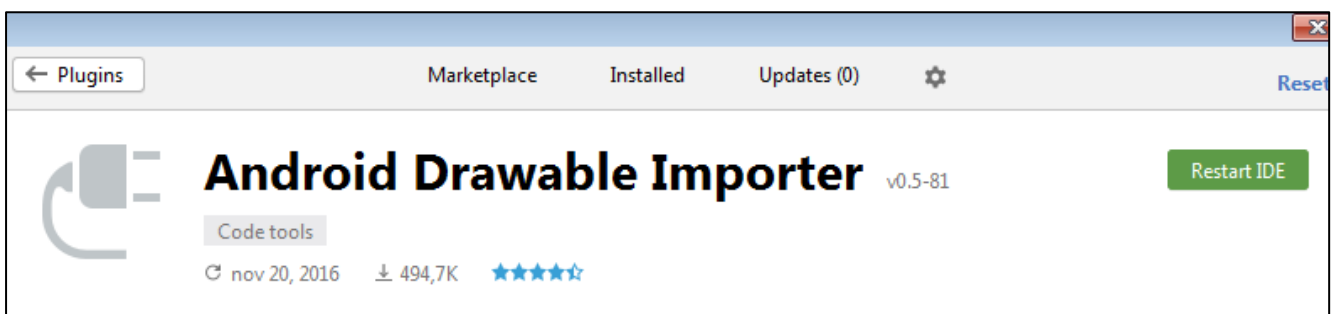 ← Plugins Marketplace Installed Updates (0) Reset
Android Drawable Importer v0.5-81 Restart IDE
Code tools
nov 20, 2016 494,7K